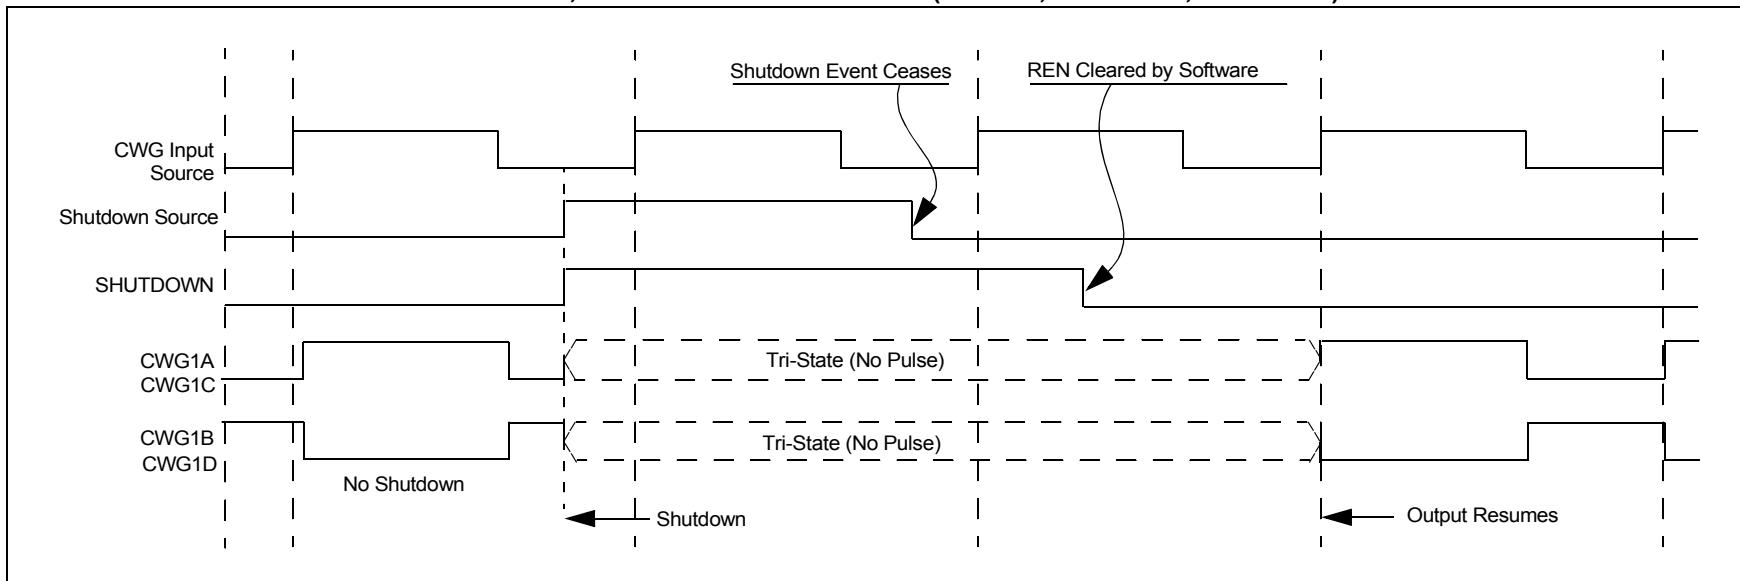 Shutdown Event Ceases
REN Cleared by Software
CWG Input
Source
Shutdown Source
SHUTDOWN
CWG1A
CWG1C
Tri-State (No Pulse)
CWG1B
CWG1D
Tri-State (No Pulse)
No Shutdown
Shutdown
Output Resumes